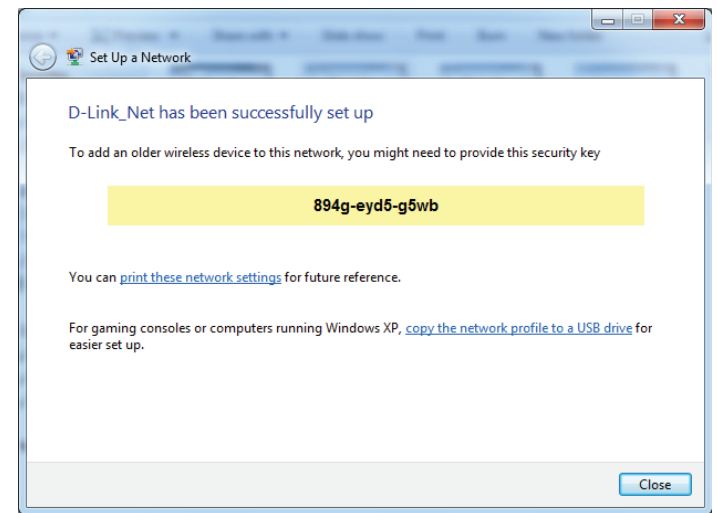 Set Up a Network
D-Link_Net has been successfully set up
To add an older wireless device to this network, you might need to provide this security key
894g-eyd5-g5wb
You can print these network settings for future reference.
For gaming consoles or computers running Windows XP, copy the network profile to a USB drive for
easier set up.
Close